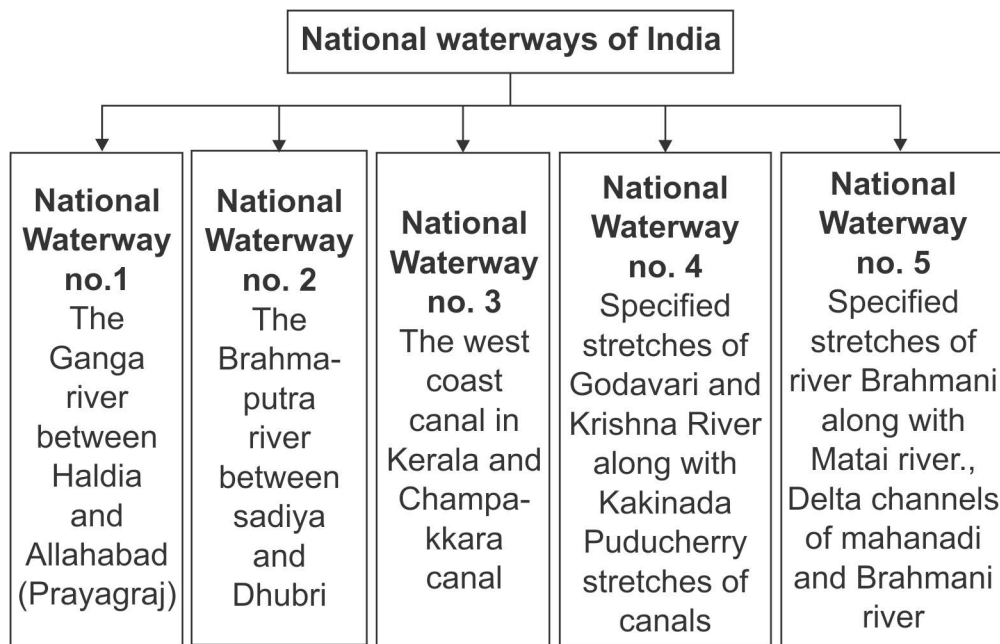 National waterways of India
National
Waterway
no.1
The
Ganga
river
between
Haldia
and
Allahabad
(Prayagraj)
National
Waterway
no. 2
The
Brahma-
putra
river
between
sadiya
and
Dhubri
National
Waterway
no. 3
The west
coast
canal in
Kerala and
Champa-
kkara
canal
National
Waterway
no. 4
Specified
stretches of
Godavari and
Krishna River
along with
Kakinada
Puducherry
stretches of
canals
National
Waterway
no. 5
Specified
stretches of
river Brahmani
along with
Matai river.,
Delta channels
of mahanadi
and Brahmani
river